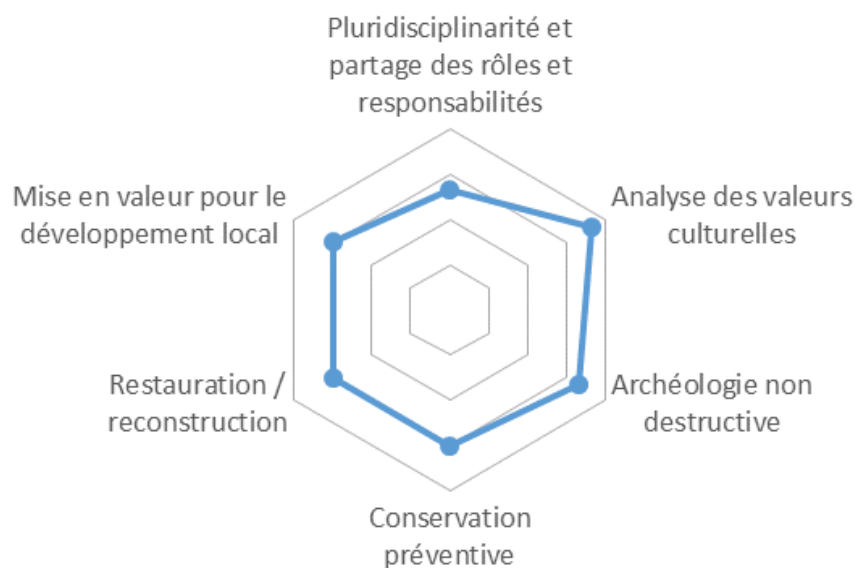 Pluridisciplinarité et
partage des rôles et
responsabilités
Analyse des valeurs
culturelles
Archéologie non
destructive
Conservation
préventive
Restauration /
reconstruction
Mise en valeur pour le
développement local